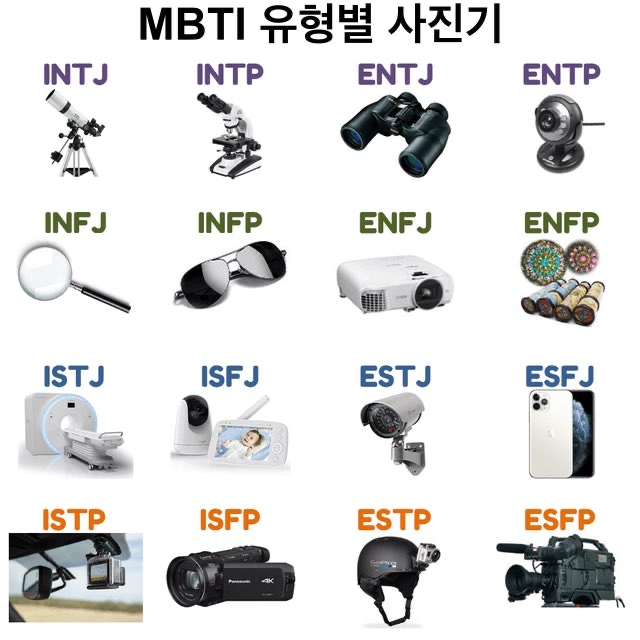 MBTI 유형별 사진기
INTJ INTP ENTJ ENTP
INFJ INFP ENFJ ENFP
ISTJ ISFJ ESTJ ESFJ
ISTP ISFP ESTP ESFP
Panasonic 4K